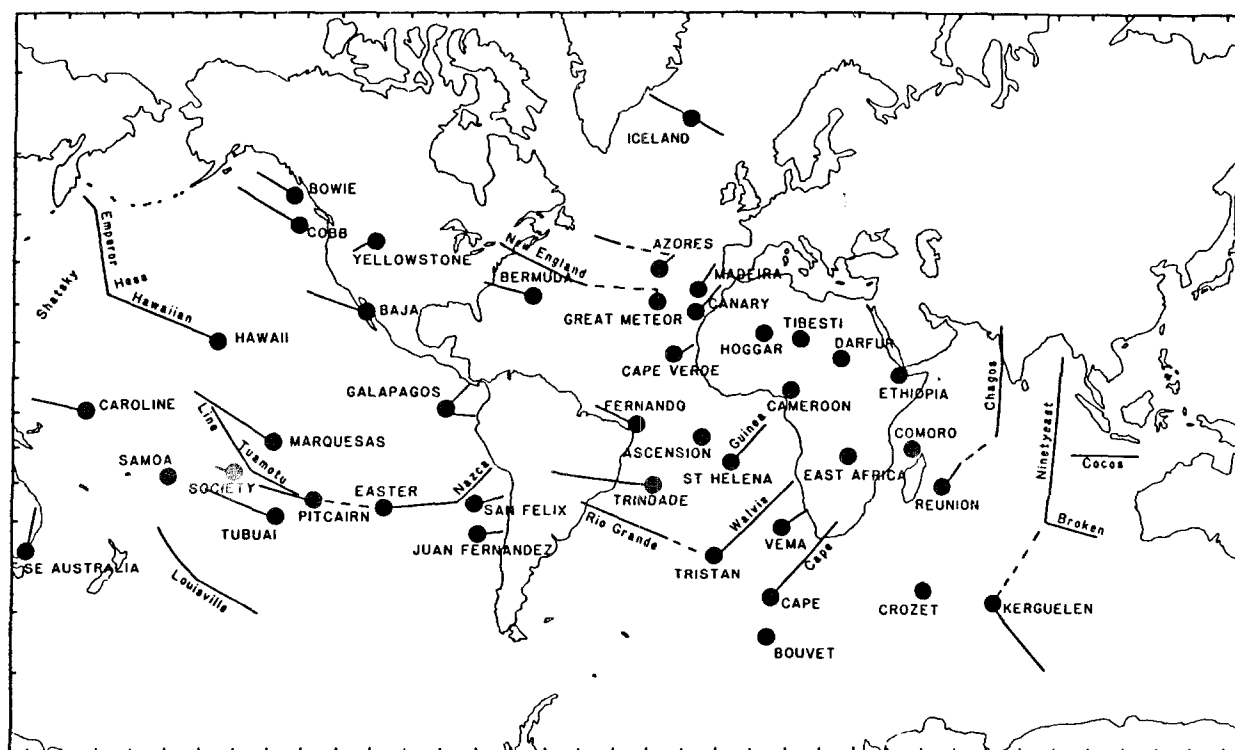 ICELAND
BOWIE
COBB
YELLOWSTONE
Emperor
New England
AZORES
BERMUDA
MADEIRA
Shatsky
Hess
Hawaiian
BAJA
GREAT METEOR
CANARY
HAWAII
TIBESTI
HOGGAR
DARFUR
CAPE VERDE
ETHIOPIA
Chagos
GALAPAGOS
CAROLINE
FERNANDO
CAMEROON
Line
MARQUESAS
ASCENSION
Guinea
COMORO
Ninetyeast
Cocos
SAMOA
Tuamotu
SOCIETY
EASTER
Nazca
ST HELENA
EAST AFRICA
TRINDADE
REUNION
PITCAIRN
SAN FELIX
TUBUAI
Rio Grande
Walvis
Broken
JUAN FERNANDEZ
VEMA
SE AUSTRALIA
Louisville
TRISTAN
Cape
CAPE
CROZET
KERGUELEN
BOUVET